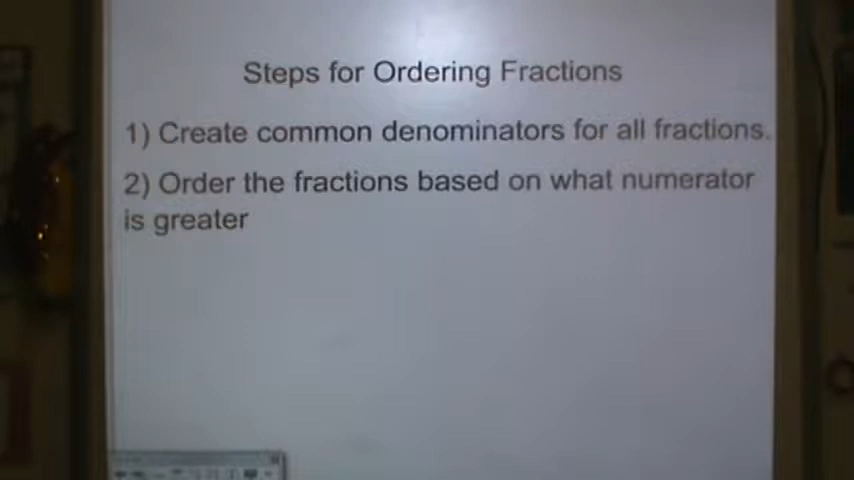 Steps for Ordering Fractions
1) Create common denominators for all fractions.
2) Order the fractions based on what numerator
is greater